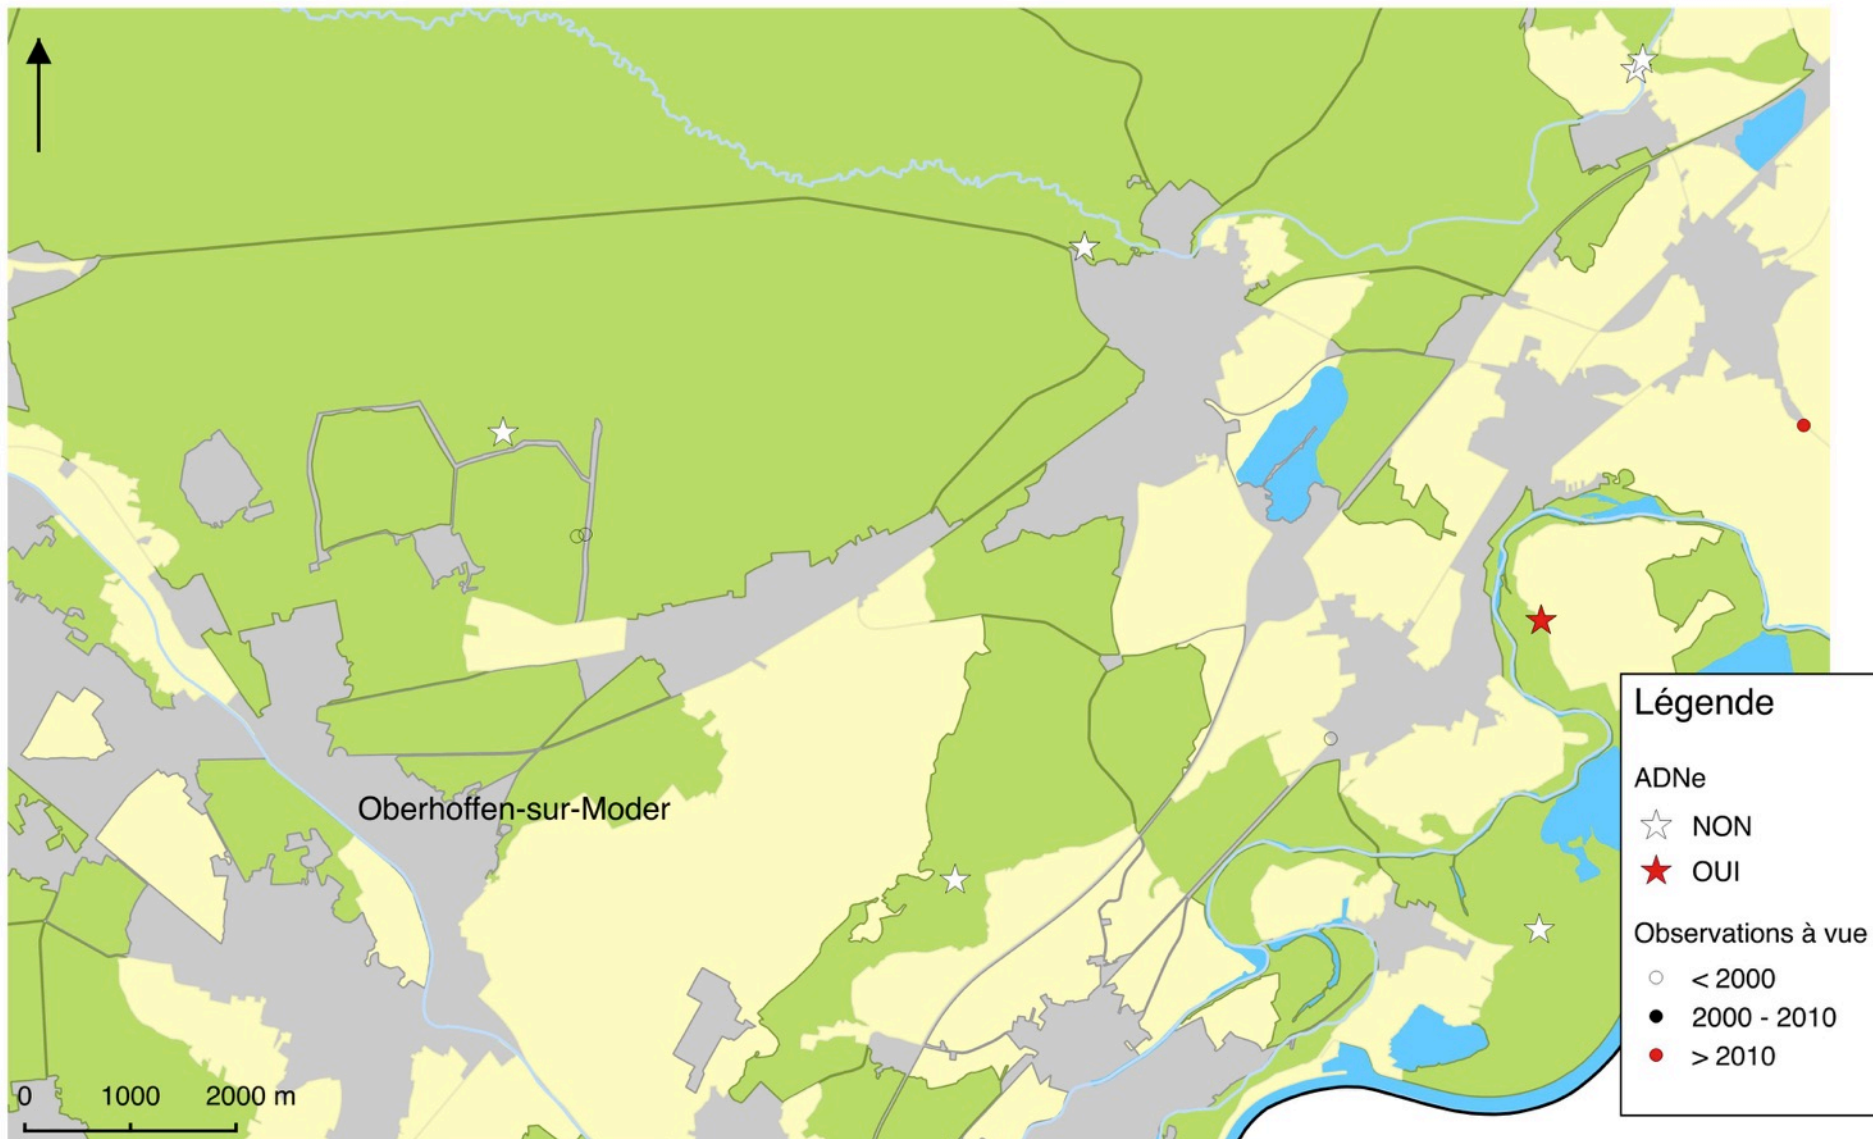 Oberhoffen-sur-Moder
0 1000 2000 m
Légende
ADNe
NON
OUI
Observations à vue
< 2000
2000 - 2010
> 2010